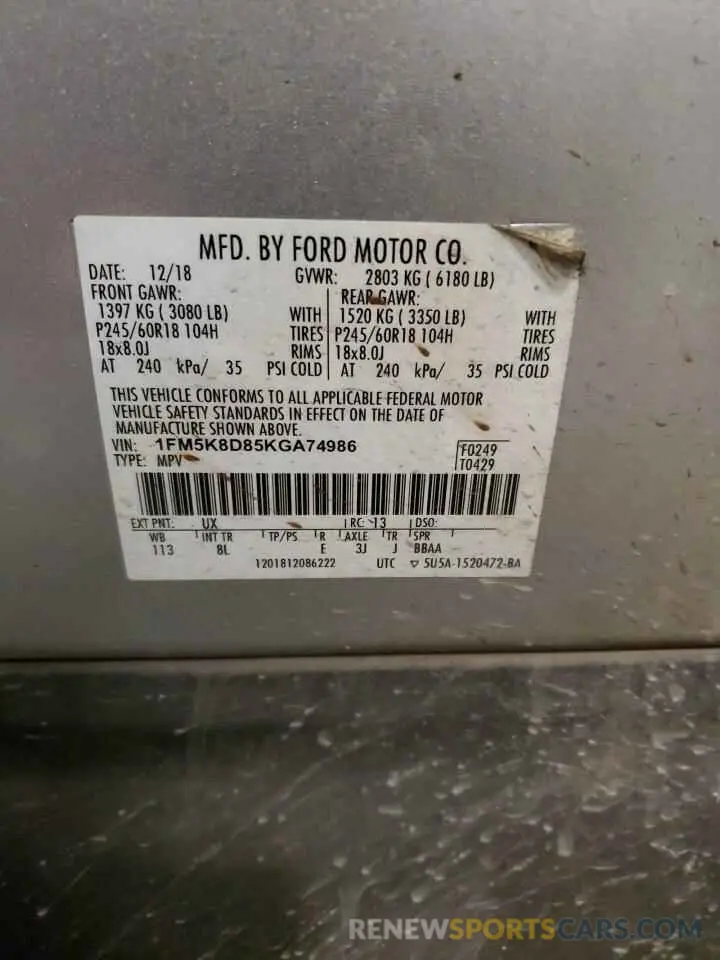 MFD. BY FORD MOTOR CO.
DATE: 12/18 GVWR: 2803 KG ( 6180 LB)
FRONT GAWR: REAR GAWR:
1397 KG ( 3080 LB) WITH 1520 KG ( 3350 LB) WITH
P245/60R18 104H TIRES P245/60R18 104H TIRES
18x8.0J RIMS 18x8.0J RIMS
AT 240 kPa/ 35 PSI COLD AT 240 kPa/ 35 PSI COLD
THIS VEHICLE CONFORMS TO ALL APPLICABLE FEDERAL MOTOR
VEHICLE SAFETY STANDARDS IN EFFECT ON THE DATE OF
MANUFACTURE SHOWN ABOVE.
VIN: 1FM5K8D85KGA74986 F0249
TYPE: MPV T0429
EXT PNT: UX RC: 13 DSO:
WB INT TR TP/PS R AXLE TR SPR
113 8L E 3J J BBAA
1201812086222 UTC ▽ 5U5A-1520472-BA
RENEWSPORTSCARS.COM